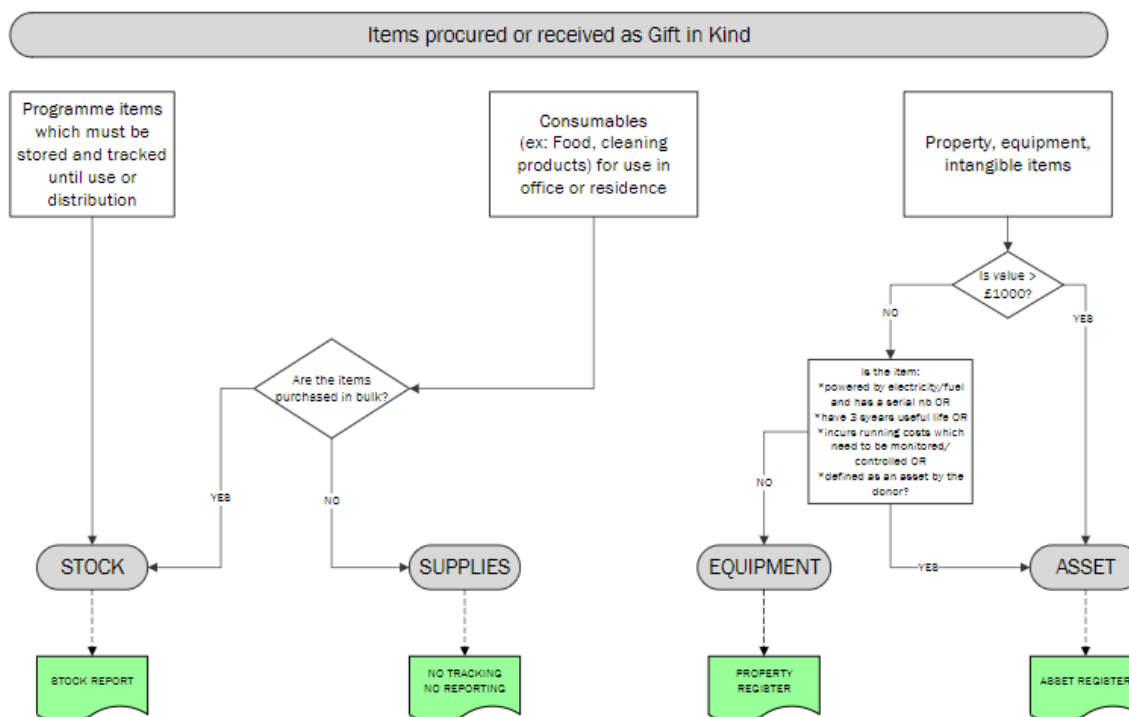 Items procured or received as Gift in Kind
Programme items
which must be
stored and tracked
until use or
distribution
Consumables
(ex: Food, cleaning
products) for use in
office or residence
Property, equipment,
intangible items
Is value >
£1000?
NO
YES
Is the item:
*powered by electricity/fuel
and has a serial nb OR
*have 3 syears useful life OR
*incurs running costs which
need to be monitored/
controlled OR
*defined as an asset by the
donor?
Are the items
purchased in bulk?
YES
NO
NO
YES
STOCK
SUPPLIES
EQUIPMENT
ASSET
STOCK REPORT
NO TRACKING
NO REPORTING
PROPERTY
REGISTER
ASSET REGISTER